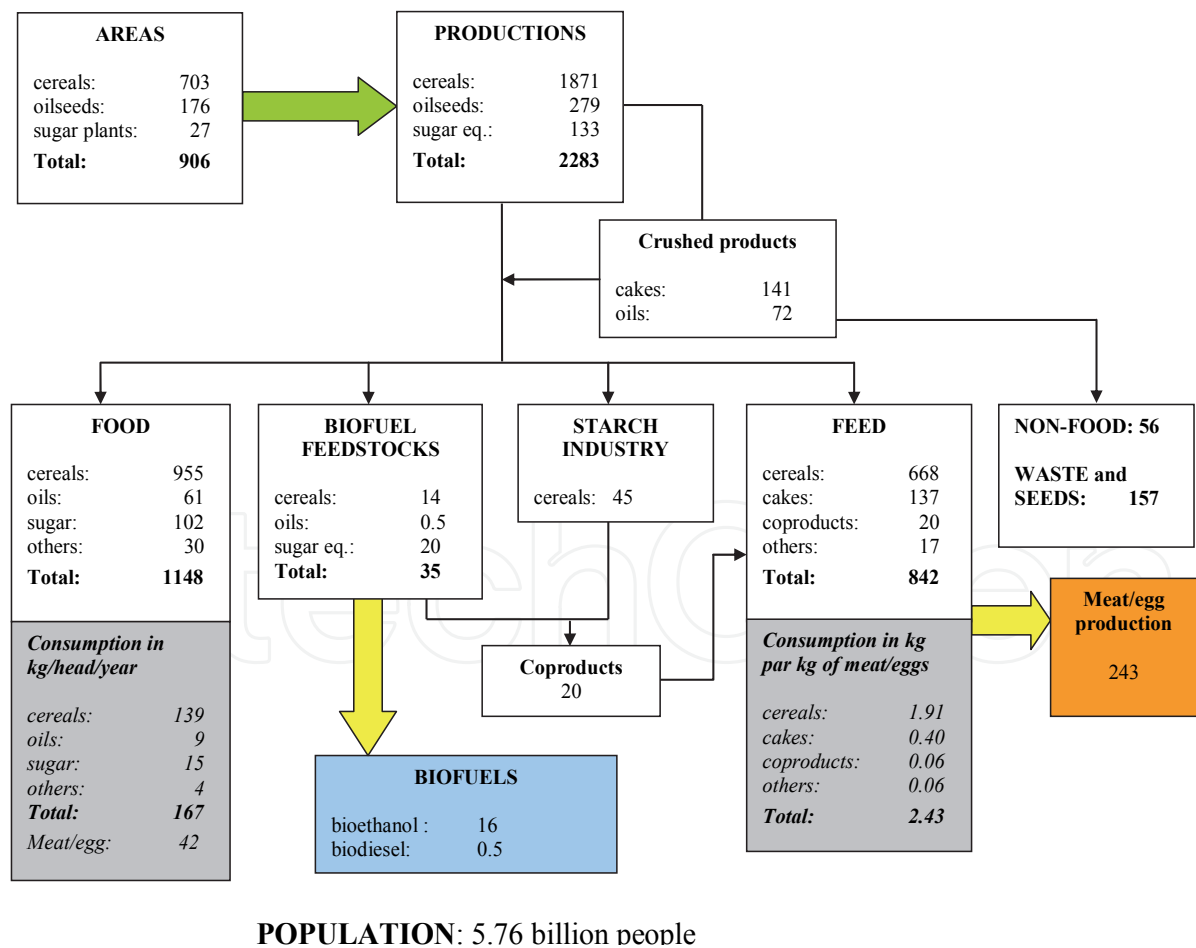 AREAS
cereals: 703
oilseeds: 176
sugar plants: 27
Total: 906
PRODUCTIONS
cereals: 1871
oilseeds: 279
sugar eq.: 133
Total: 2283
Crushed products
cakes: 141
oils: 72
FOOD
cereals: 955
oils: 61
sugar: 102
others: 30
Total: 1148
Consumption in
kg/head/year
cereals: 139
oils: 9
sugar: 15
others: 4
Total: 167
Meat/egg: 42
BIOFUEL
FEEDSTOCKS
cereals: 14
oils: 0.5
sugar eq.: 20
Total: 35
STARCH
INDUSTRY
cereals: 45
Coproducts
20
BIOFUELS
bioethanol : 16
biodiesel: 0.5
FEED
cereals: 668
cakes: 137
coproducts: 20
others: 17
Total: 842
Consumption in kg
par kg of meat/eggs
cereals: 1.91
cakes: 0.40
coproducts: 0.06
others: 0.06
Total: 2.43
NON-FOOD: 56
WASTE and
SEEDS: 157
Meat/egg
production
243
POPULATION: 5.76 billion people